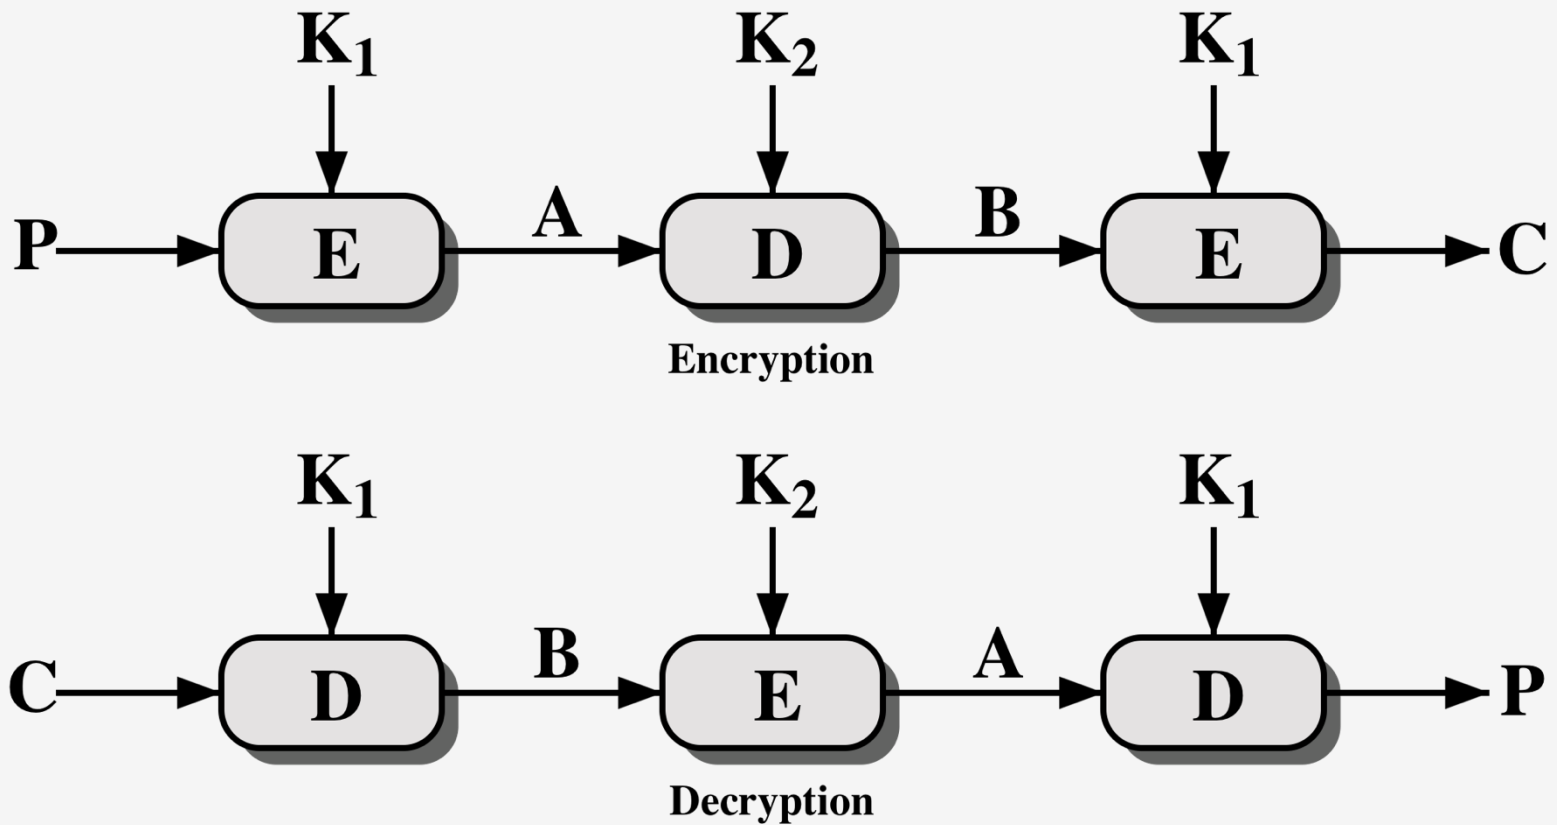 K₁ K₂ K₁
P E A D B E C
Encryption
K₁ K₂ K₁
C D B E A D P
Decryption